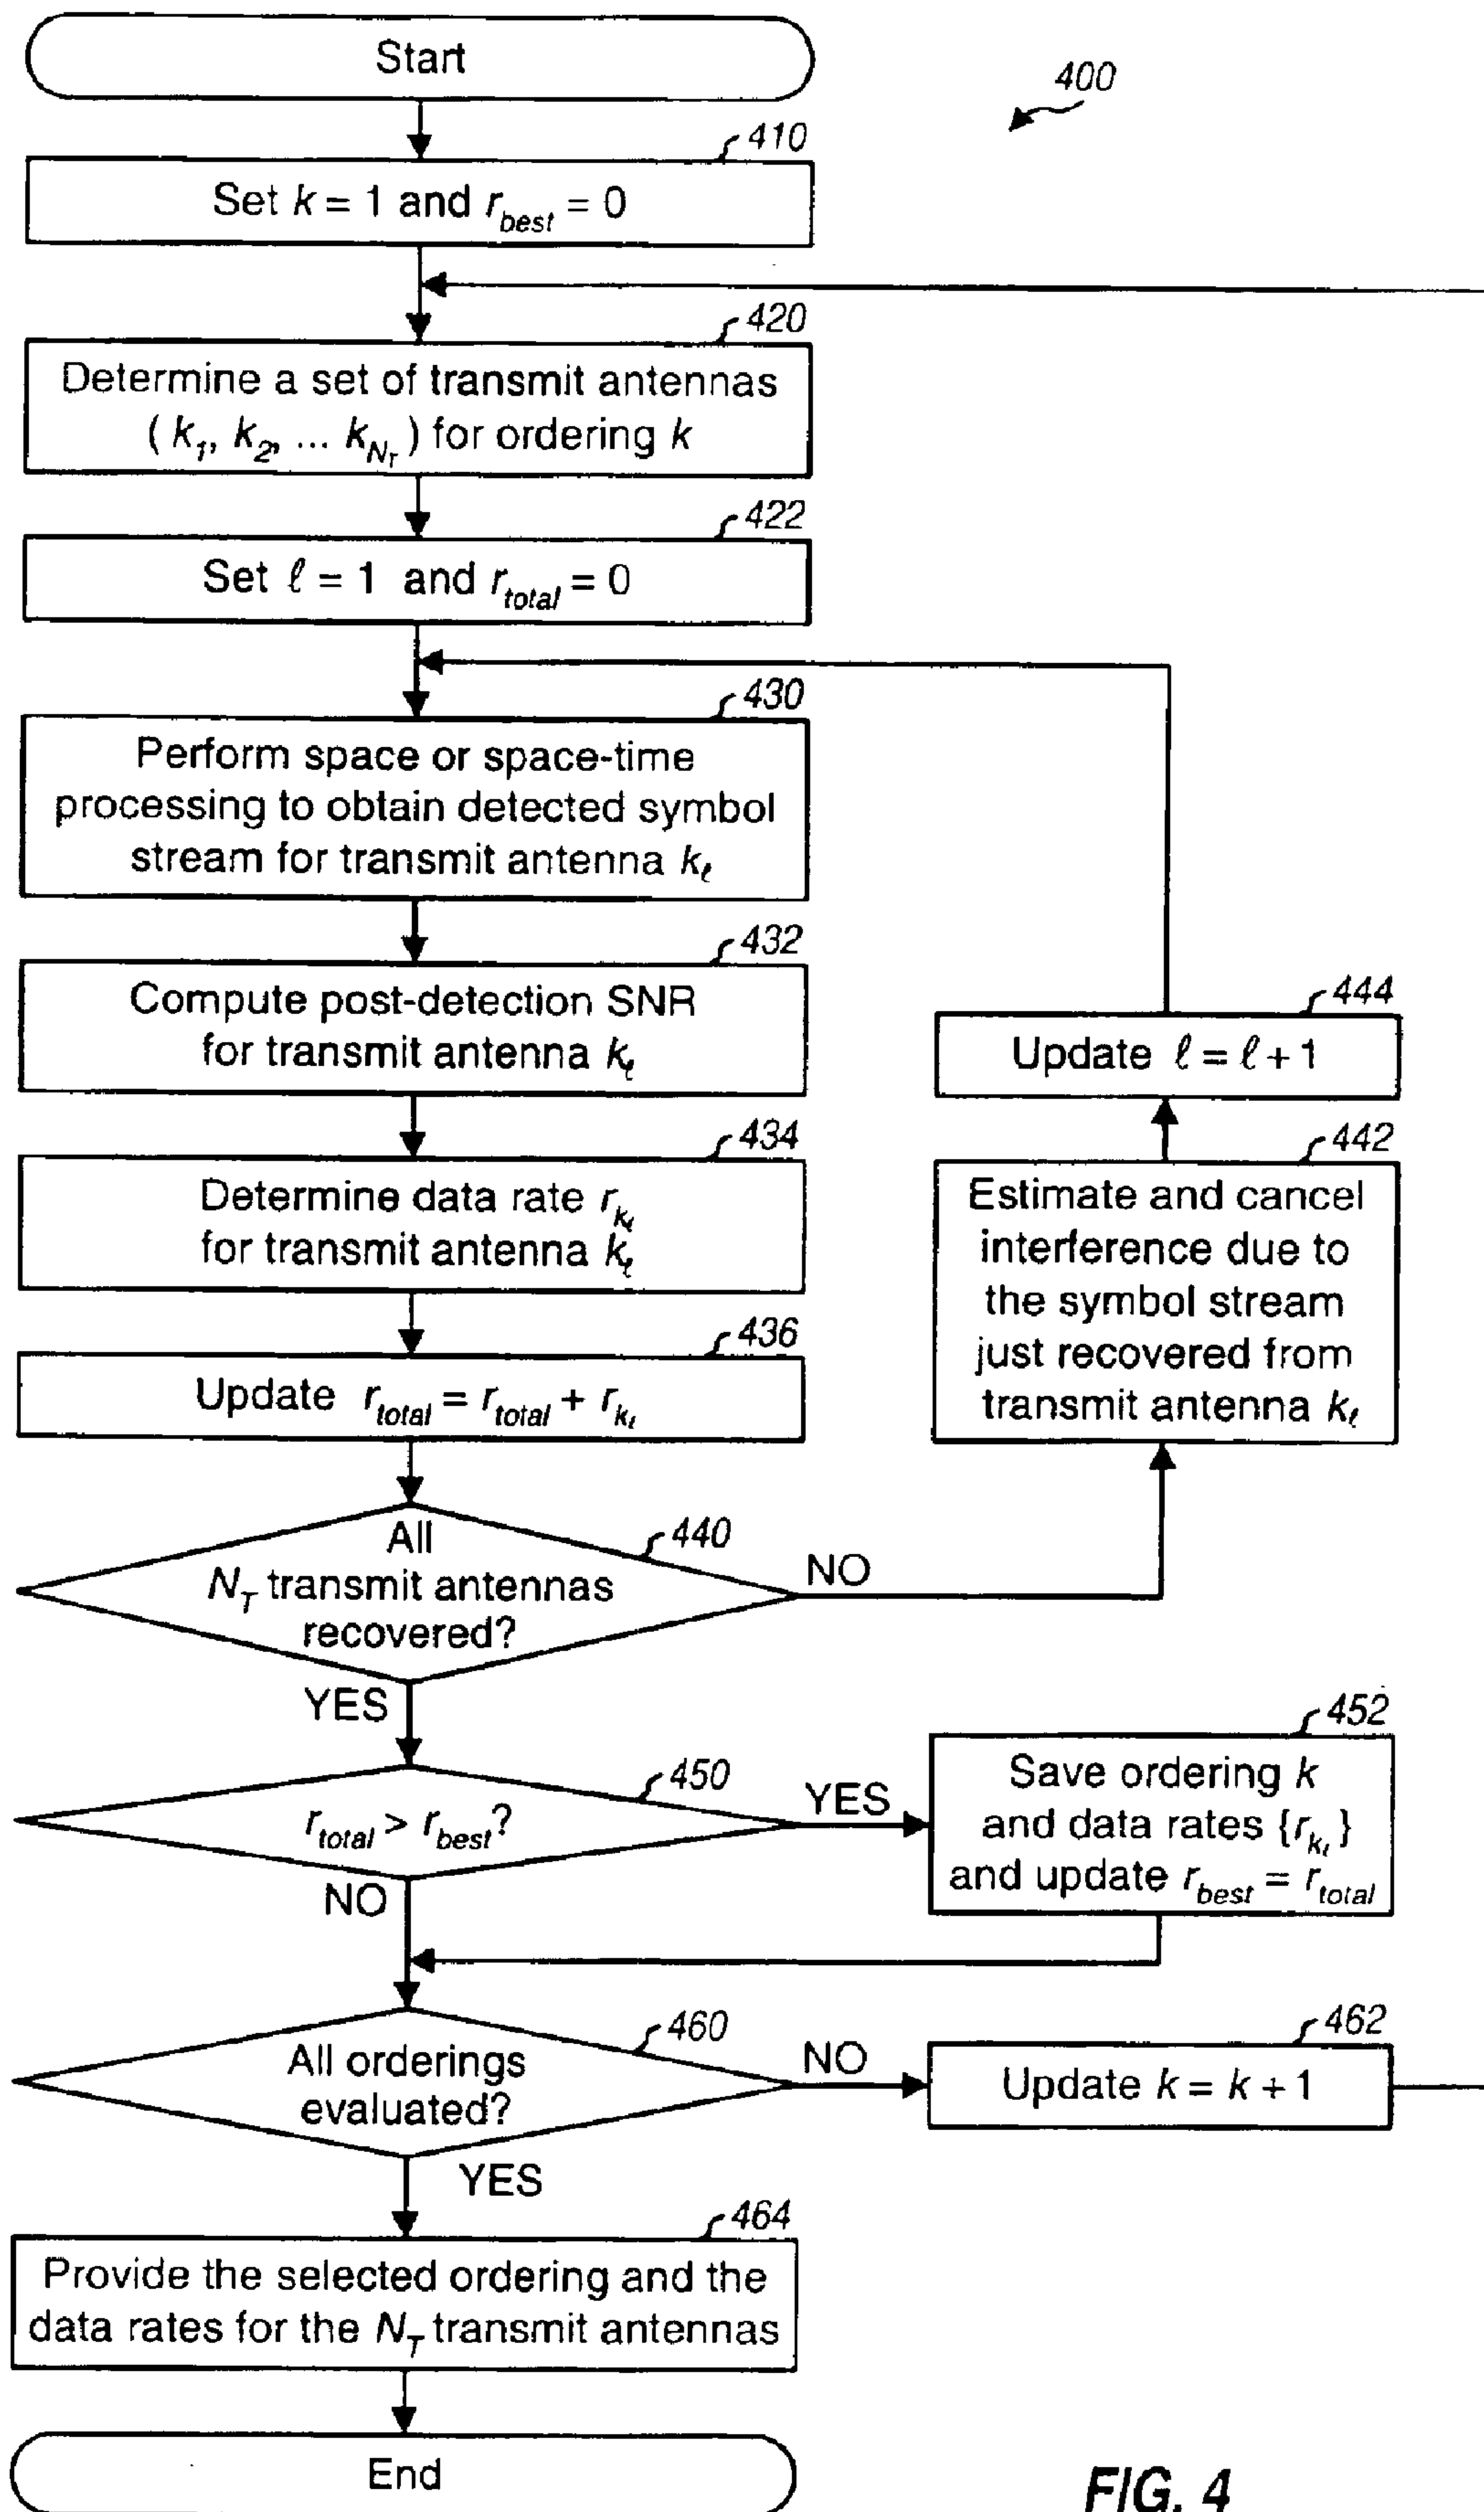 Start
400
410
Set k = 1 and r_best = 0
420
Determine a set of transmit antennas
( k_1, k_2, ... k_N_T ) for ordering k
422
Set ℓ = 1 and r_total = 0
430
Perform space or space-time
processing to obtain detected symbol
stream for transmit antenna k_ℓ
432
Compute post-detection SNR
for transmit antenna k_ℓ
434
Determine data rate r_k_ℓ
for transmit antenna k_ℓ
436
Update r_total = r_total + r_k_ℓ
440
All
N_T transmit antennas
recovered?
NO
YES
442
Estimate and cancel
interference due to
the symbol stream
just recovered from
transmit antenna k_ℓ
444
Update ℓ = ℓ + 1
450
r_total > r_best?
YES
NO
452
Save ordering k
and data rates {r_k_ℓ}
and update r_best = r_total
460
All orderings
evaluated?
NO
YES
462
Update k = k + 1
464
Provide the selected ordering and the
data rates for the N_T transmit antennas
End
FIG. 4